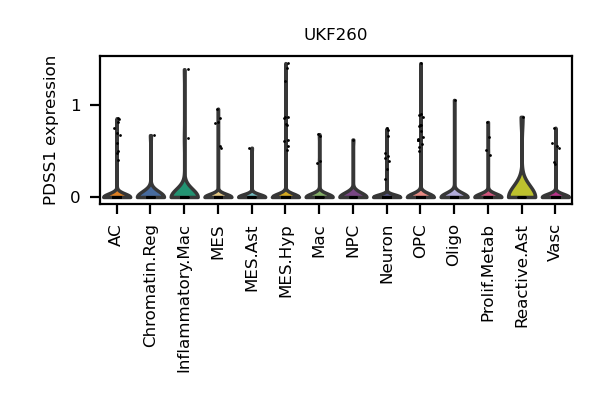 UKF260
PDSS1 expression
1
0
AC
Chromatin.Reg
Inflammatory.Mac
MES
MES.Ast
MES.Hyp
Mac
NPC
Neuron
OPC
Oligo
Prolif.Metab
Reactive.Ast
Vasc